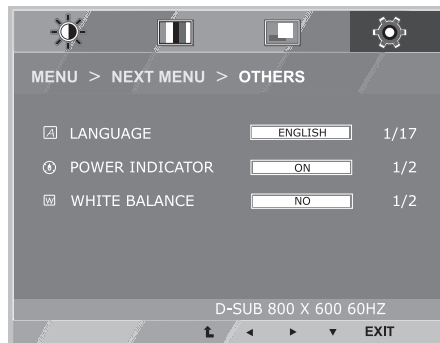 MENU > NEXT MENU > OTHERS
A LANGUAGE ENGLISH 1/17
POWER INDICATOR ON 1/2
W WHITE BALANCE NO 1/2
D-SUB 800 X 600 60HZ
EXIT